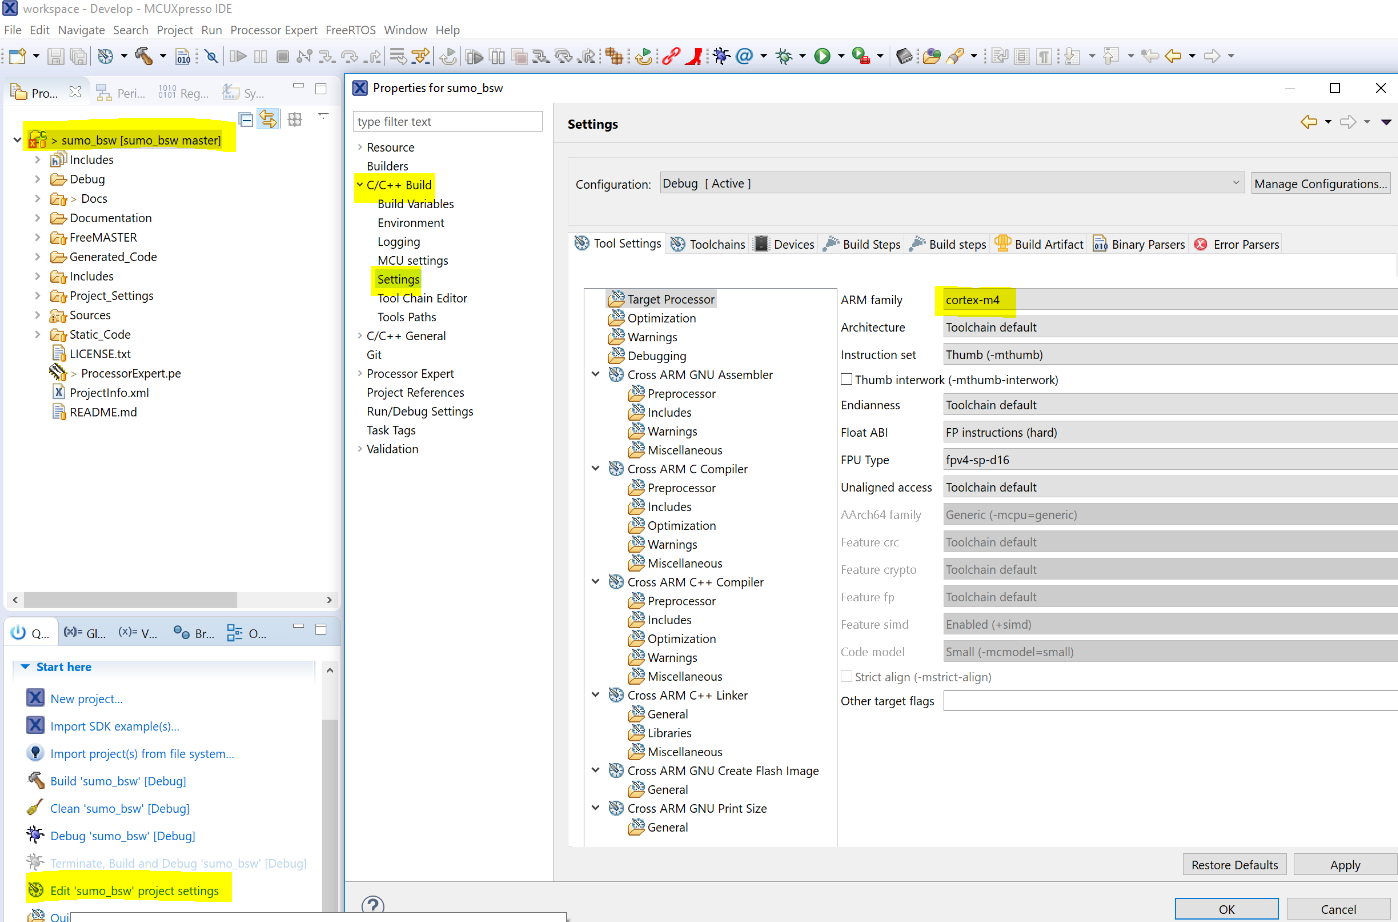 workspace - Develop - MCUXpresso IDE
File Edit Navigate Search Project Run Processor Expert FreeRTOS Window Help
Pro... Peri... Reg... Sy...
> sumo_bsw [sumo_bsw master]
Includes
Debug
> Docs
Documentation
FreeMASTER
Generated_Code
Includes
Project_Settings
Sources
Static_Code
LICENSE.txt
> ProcessorExpert.pe
ProjectInfo.xml
README.md
Q... (x)= Gl... (x)= V... Br... O...
Start here
New project...
Import SDK example(s)...
Import project(s) from file system...
Build 'sumo_bsw' [Debug]
Clean 'sumo_bsw' [Debug]
Debug 'sumo_bsw' [Debug]
Terminate, Build and Debug 'sumo_bsw' [Debug]
Edit 'sumo_bsw' project settings
Properties for sumo_bsw
type filter text
Resource
Builders
C/C++ Build
Build Variables
Environment
Logging
MCU settings
Settings
Tool Chain Editor
Tools Paths
C/C++ General
Git
Processor Expert
Project References
Run/Debug Settings
Task Tags
Validation
Settings
Configuration: Debug [ Active ] Manage Configurations...
Tool Settings Toolchains Devices Build Steps Build steps Build Artifact Binary Parsers Error Parsers
Target Processor
Optimization
Warnings
Debugging
Cross ARM GNU Assembler
Preprocessor
Includes
Warnings
Miscellaneous
Cross ARM C Compiler
Preprocessor
Includes
Optimization
Warnings
Miscellaneous
Cross ARM C++ Compiler
Preprocessor
Includes
Optimization
Warnings
Miscellaneous
Cross ARM C++ Linker
General
Libraries
Miscellaneous
Cross ARM GNU Create Flash Image
General
Cross ARM GNU Print Size
General
ARM family cortex-m4
Architecture Toolchain default
Instruction set Thumb (-mthumb)
Thumb interwork (-mthumb-interwork)
Endianness Toolchain default
Float ABI FP instructions (hard)
FPU Type fpv4-sp-d16
Unaligned access Toolchain default
AArch64 family Generic (-mcpu=generic)
Feature crc Toolchain default
Feature crypto Toolchain default
Feature fp Toolchain default
Feature simd Enabled (+simd)
Code model Small (-mcmodel=small)
Strict align (-mstrict-align)
Other target flags
Restore Defaults Apply
? OK Cancel